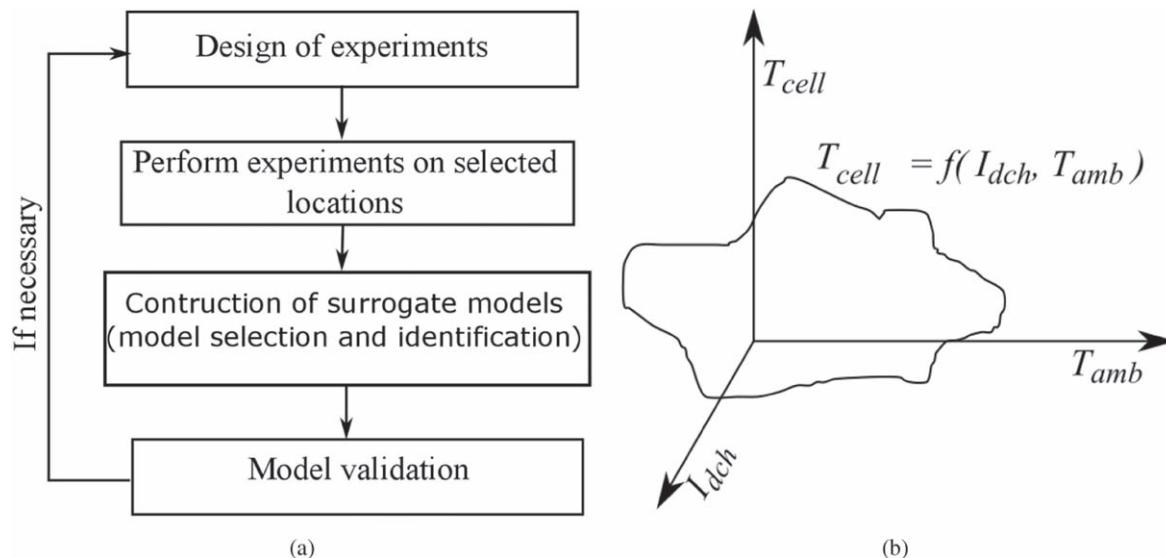 Design of experiments
Perform experiments on selected
locations
Contruction of surrogate models
(model selection and identification)
Model validation
If necessary
(a)
T_cell
T_cell = f( I_dch, T_amb )
T_amb
I_dch
(b)